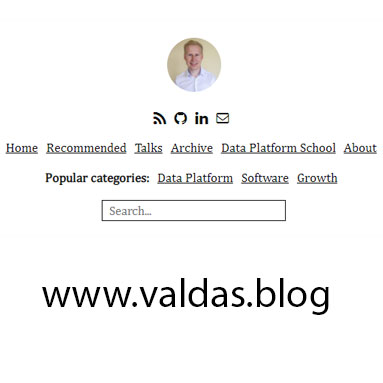 Home Recommended Talks Archive Data Platform School About
Popular categories: Data Platform Software Growth
Search...
www.valdas.blog